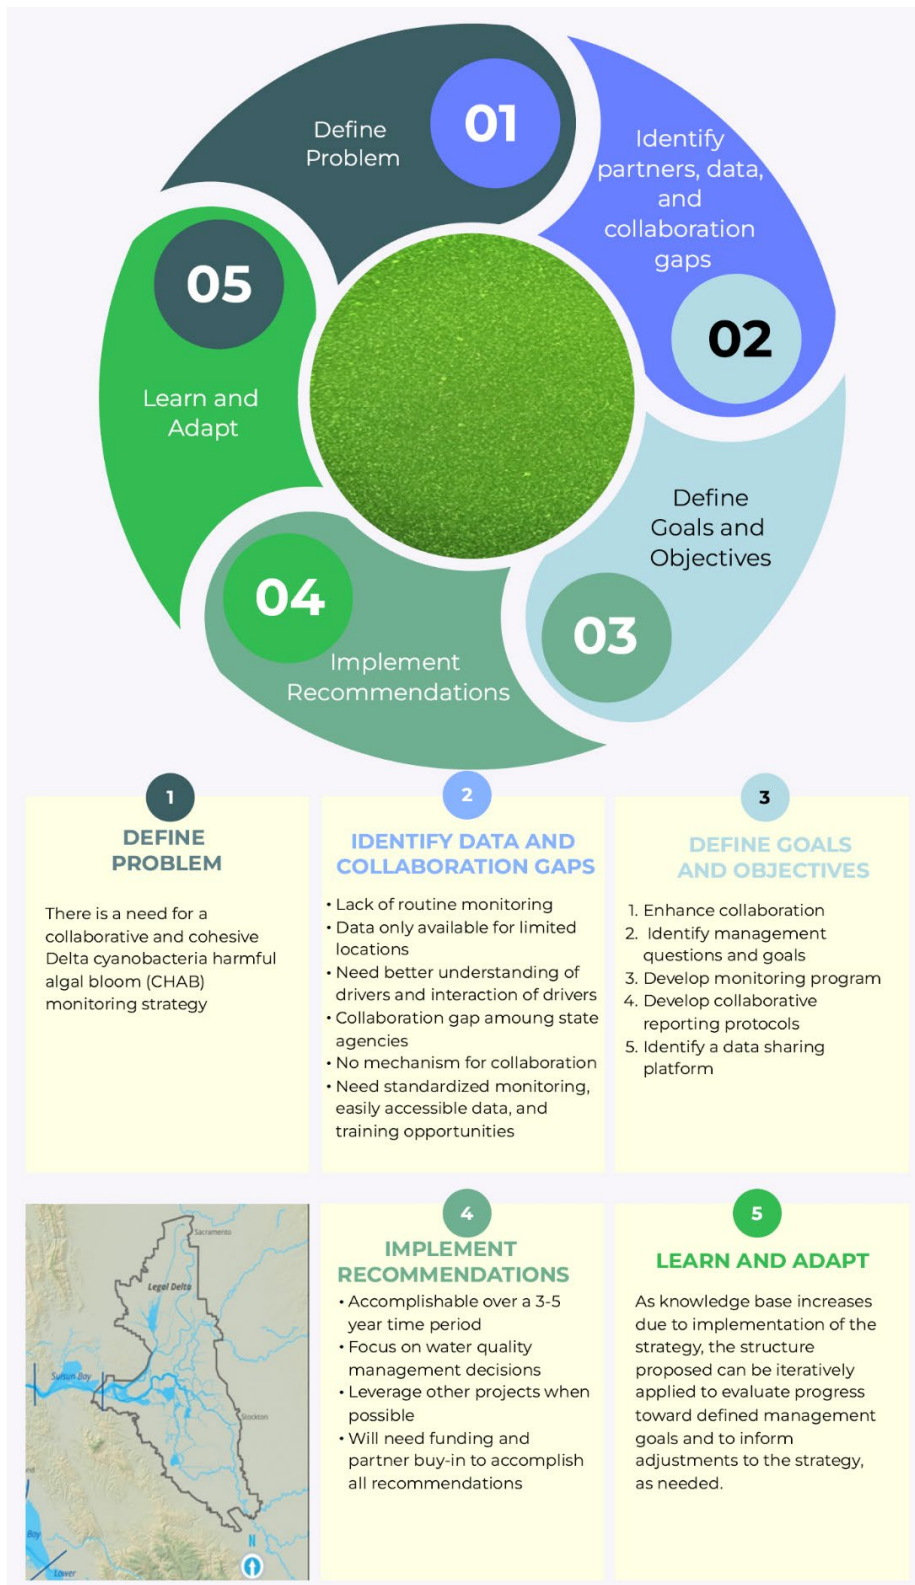 Define
Problem
01
Identify
partners, data,
and
collaboration
gaps
02
Define
Goals and
Objectives
03
04
Implement
Recommendations
05
Learn and
Adapt
1
DEFINE
PROBLEM
There is a need for a
collaborative and cohesive
Delta cyanobacteria harmful
algal bloom (CHAB)
monitoring strategy
2
IDENTIFY DATA AND
COLLABORATION GAPS
• Lack of routine monitoring
• Data only available for limited
locations
• Need better understanding of
drivers and interaction of drivers
• Collaboration gap amoung state
agencies
• No mechanism for collaboration
• Need standardized monitoring,
easily accessible data, and
training opportunities
3
DEFINE GOALS
AND OBJECTIVES
1. Enhance collaboration
2. Identify management
questions and goals
3. Develop monitoring program
4. Develop collaborative
reporting protocols
5. Identify a data sharing
platform
Sacramento
Legal Delta
Suisun Bay
Stockton
Bay
Lower
N
4
IMPLEMENT
RECOMMENDATIONS
• Accomplishable over a 3-5
year time period
• Focus on water quality
management decisions
• Leverage other projects when
possible
• Will need funding and
partner buy-in to accomplish
all recommendations
5
LEARN AND ADAPT
As knowledge base increases
due to implementation of the
strategy, the structure
proposed can be iteratively
applied to evaluate progress
toward defined management
goals and to inform
adjustments to the strategy,
as needed.